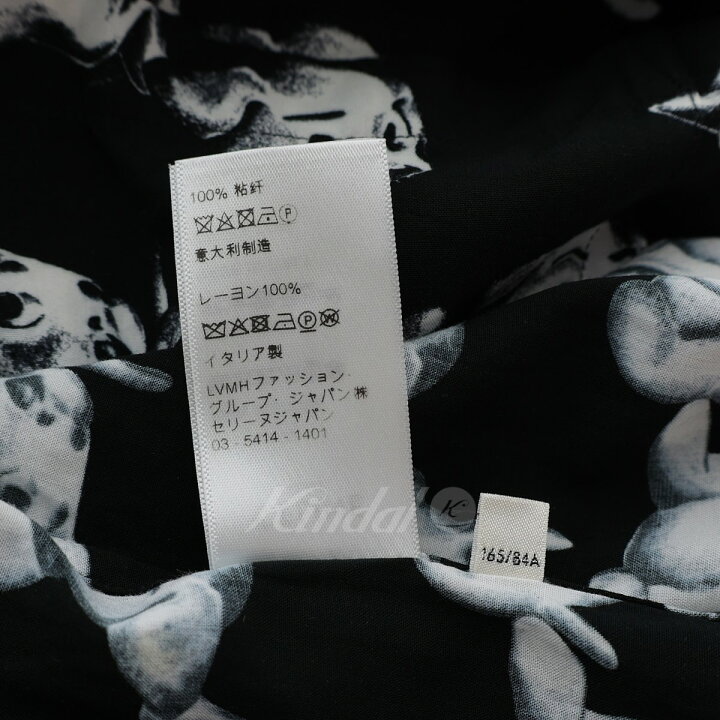 100% 粘纤
意大利制造
レーヨン100%
イタリア製
LVMHファッション
グループ・ジャパン㈱
セリーヌジャパン
03-5414-1401
Kindal
K
165/84A